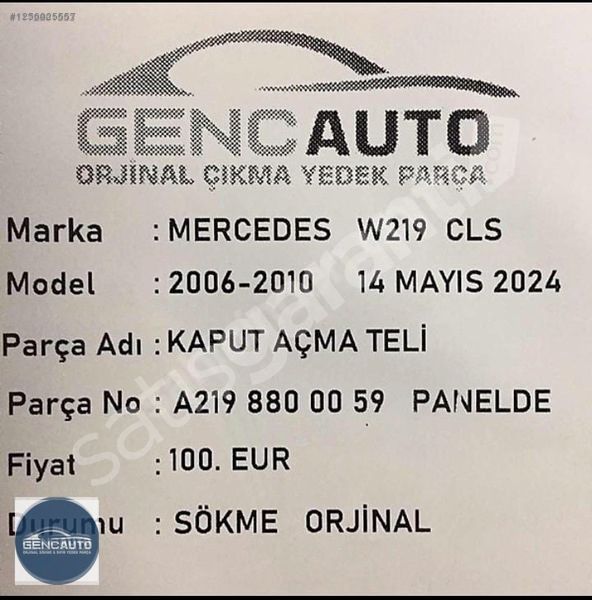 GENCAUTO
ORJİNAL ÇIKMA YEDEK PARÇA
Marka : MERCEDES W219 CLS
Model : 2006-2010 14 MAYIS 2024
Parça Adı : KAPUT AÇMA TELİ
Parça No : A219 880 00 59 PANELDE
Fiyat : 100. EUR
Durumu : SÖKME ORJİNAL
GENCAUTO